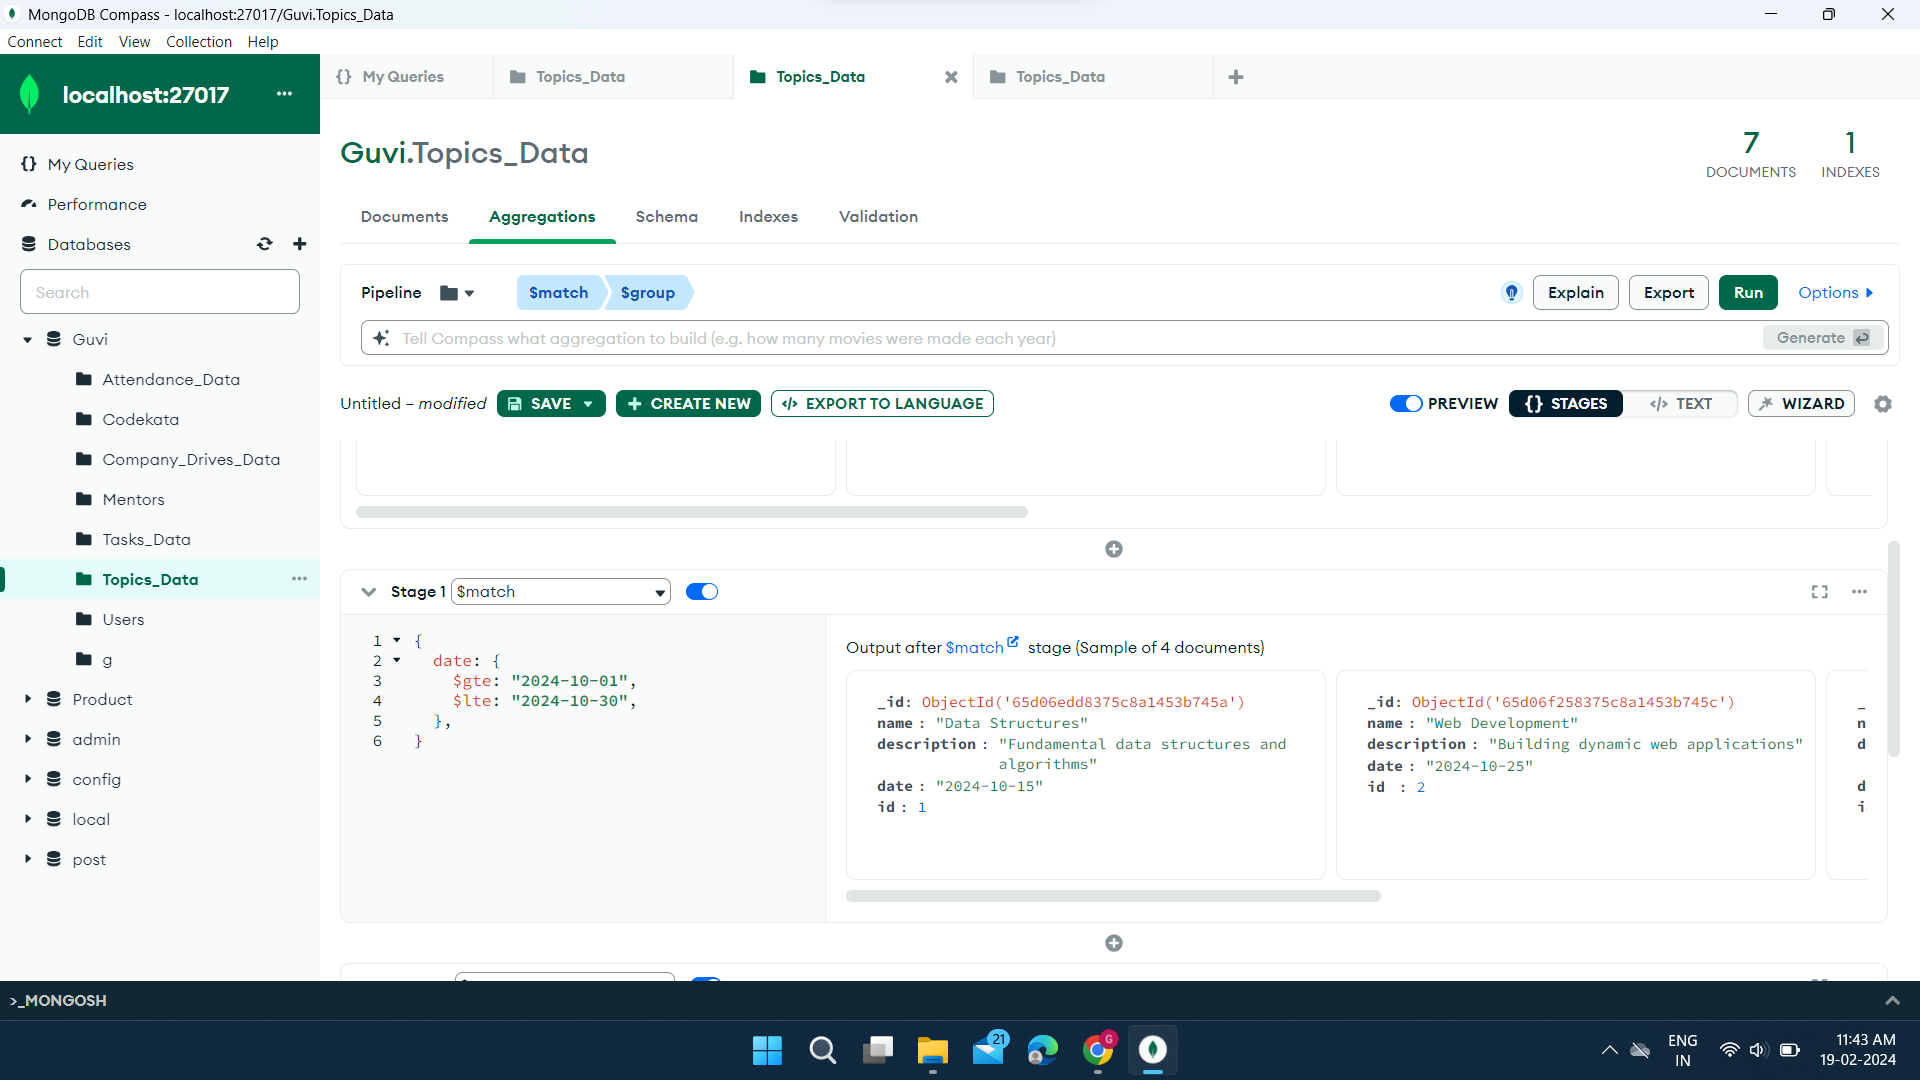 MongoDB Compass - localhost:27017/Guvi.Topics_Data
Connect Edit View Collection Help
localhost:27017 ...
{} My Queries
Performance
Databases
Search
Guvi
Attendance_Data
Codekata
Company_Drives_Data
Mentors
Tasks_Data
Topics_Data ...
Users
g
Product
admin
config
local
post
{} My Queries Topics_Data Topics_Data Topics_Data
Guvi.Topics_Data
7 1
DOCUMENTS INDEXES
Documents Aggregations Schema Indexes Validation
Pipeline $match $group Explain Export Run Options
Tell Compass what aggregation to build (e.g. how many movies were made each year) Generate
Untitled – modified SAVE + CREATE NEW </> EXPORT TO LANGUAGE PREVIEW {} STAGES </> TEXT WIZARD
Stage 1 $match ...
1 {
2 date: {
3 $gte: "2024-10-01",
4 $lte: "2024-10-30",
5 },
6 }
Output after $match stage (Sample of 4 documents)
_id: ObjectId('65d06edd8375c8a1453b745a')
name : "Data Structures"
description : "Fundamental data structures and
algorithms"
date : "2024-10-15"
id : 1
_id: ObjectId('65d06f258375c8a1453b745c')
name : "Web Development"
description : "Building dynamic web applications"
date : "2024-10-25"
id : 2
_
n
d
d
i
>_MONGOSH
21
G
ENG
IN
11:43 AM
19-02-2024